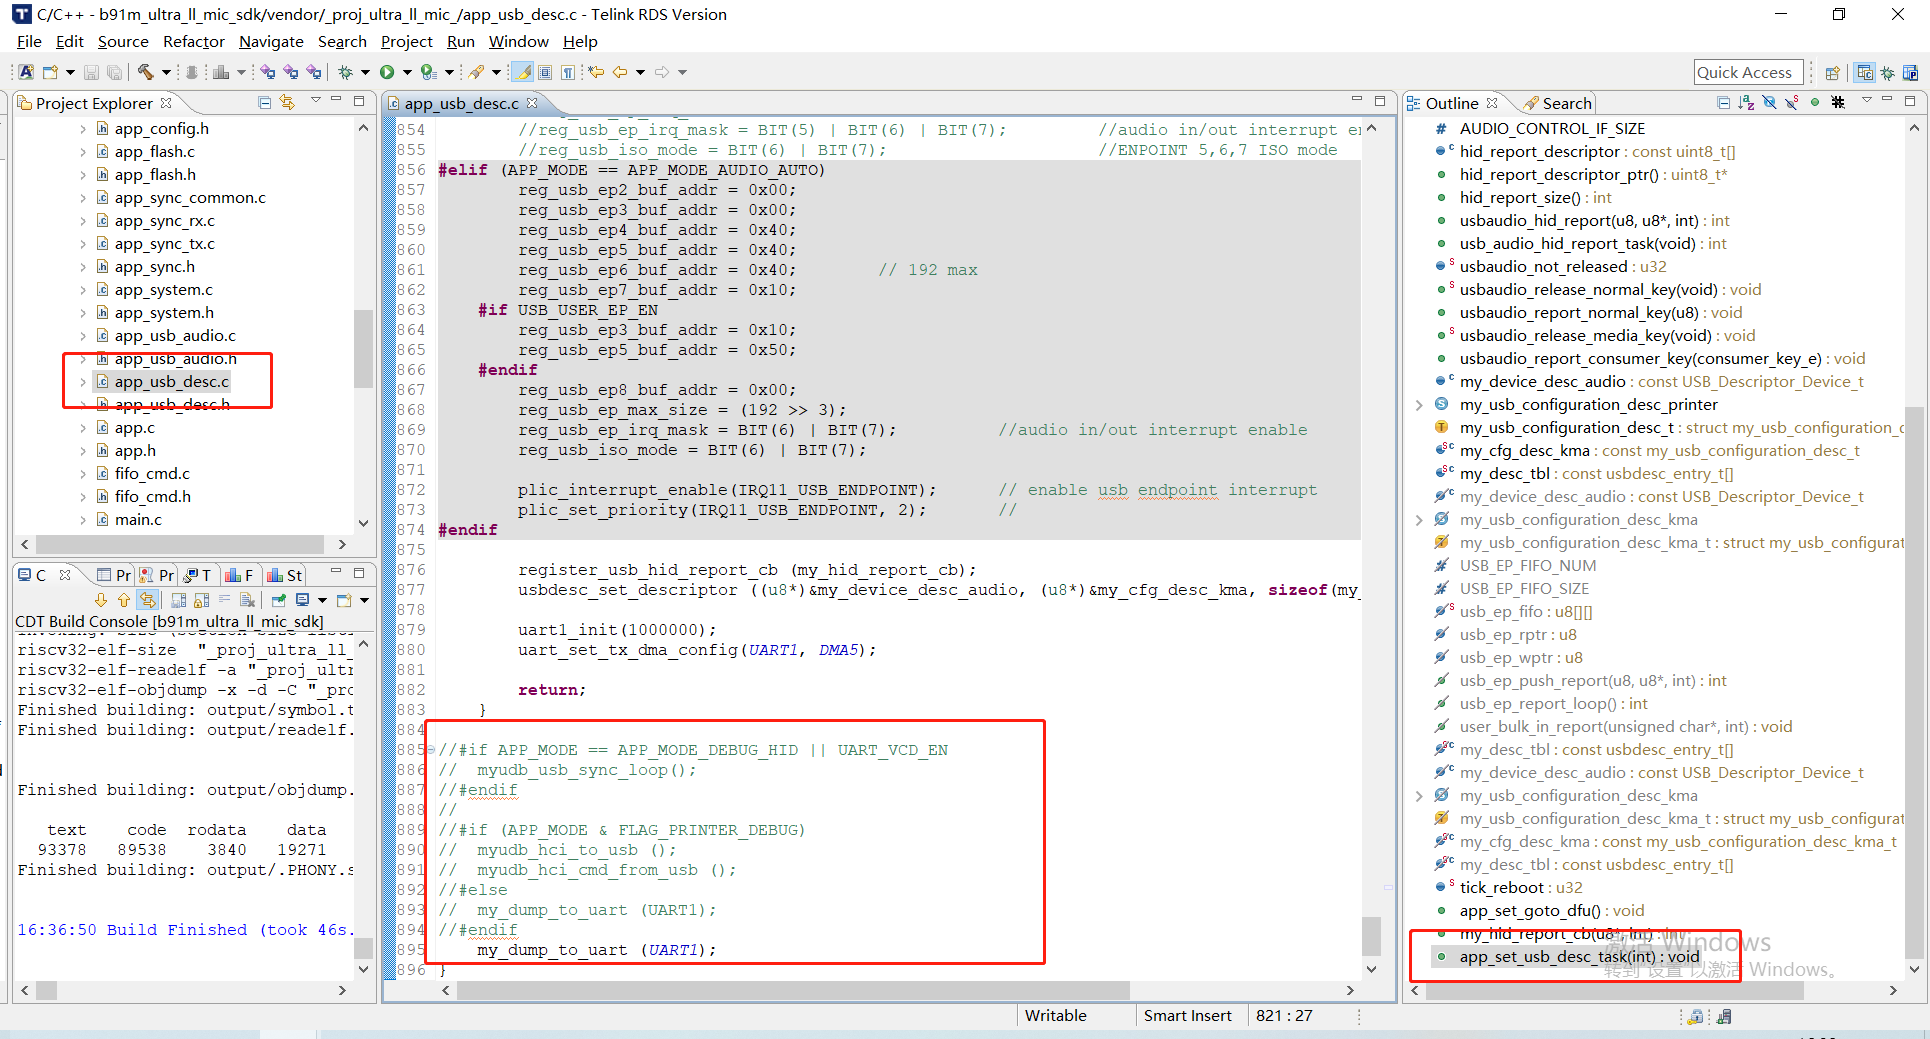 C/C++ - b91m_ultra_ll_mic_sdk/vendor/_proj_ultra_ll_mic_/app_usb_desc.c - Telink RDS Version
File Edit Source Refactor Navigate Search Project Run Window Help
Quick Access
Project Explorer
app_config.h
app_flash.c
app_flash.h
app_sync_common.c
app_sync_rx.c
app_sync_tx.c
app_sync.h
app_system.c
app_system.h
app_usb_audio.c
app_usb_audio.h
app_usb_desc.c
app_usb_desc.h
app.c
app.h
fifo_cmd.c
fifo_cmd.h
main.c
C Pr Pr T F St
CDT Build Console [b91m_ultra_ll_mic_sdk]
riscv32-elf-size "_proj_ultra_ll_
riscv32-elf-readelf -a "_proj_ultr
riscv32-elf-objdump -x -d -C "_pro
Finished building: output/symbol.t
Finished building: output/readelf.
Finished building: output/objdump.
text code rodata data
93378 89538 3840 19271
Finished building: output/.PHONY.s
16:36:50 Build Finished (took 46s.
app_usb_desc.c
854 //reg_usb_ep_irq_mask = BIT(5) | BIT(6) | BIT(7); //audio in/out interrupt e
855 //reg_usb_iso_mode = BIT(6) | BIT(7); //ENPOINT 5,6,7 ISO mode
856 #elif (APP_MODE == APP_MODE_AUDIO_AUTO)
857 reg_usb_ep2_buf_addr = 0x00;
858 reg_usb_ep3_buf_addr = 0x00;
859 reg_usb_ep4_buf_addr = 0x40;
860 reg_usb_ep5_buf_addr = 0x40;
861 reg_usb_ep6_buf_addr = 0x40; // 192 max
862 reg_usb_ep7_buf_addr = 0x10;
863 #if USB_USER_EP_EN
864 reg_usb_ep3_buf_addr = 0x10;
865 reg_usb_ep5_buf_addr = 0x50;
866 #endif
867 reg_usb_ep8_buf_addr = 0x00;
868 reg_usb_ep_max_size = (192 >> 3);
869 reg_usb_ep_irq_mask = BIT(6) | BIT(7); //audio in/out interrupt enable
870 reg_usb_iso_mode = BIT(6) | BIT(7);
871
872 plic_interrupt_enable(IRQ11_USB_ENDPOINT); // enable usb endpoint interrupt
873 plic_set_priority(IRQ11_USB_ENDPOINT, 2); //
874 #endif
875
876 register_usb_hid_report_cb (my_hid_report_cb);
877 usbdesc_set_descriptor ((u8*)&my_device_desc_audio, (u8*)&my_cfg_desc_kma, sizeof(my_
878
879 uart1_init(1000000);
880 uart_set_tx_dma_config(UART1, DMA5);
881
882 return;
883 }
884
885 //#if APP_MODE == APP_MODE_DEBUG_HID || UART_VCD_EN
886 // myudb_usb_sync_loop();
887 //#endif
888 //
889 //#if (APP_MODE & FLAG_PRINTER_DEBUG)
890 // myudb_hci_to_usb ();
891 // myudb_hci_cmd_from_usb ();
892 //#else
893 // my_dump_to_uart (UART1);
894 //#endif
895 my_dump_to_uart (UART1);
896 }
Outline Search
AUDIO_CONTROL_IF_SIZE
hid_report_descriptor : const uint8_t[]
hid_report_descriptor_ptr() : uint8_t*
hid_report_size() : int
usbaudio_hid_report(u8, u8*, int) : int
usb_audio_hid_report_task(void) : int
usbaudio_not_released : u32
usbaudio_release_normal_key(void) : void
usbaudio_report_normal_key(u8) : void
usbaudio_release_media_key(void) : void
usbaudio_report_consumer_key(consumer_key_e) : void
my_device_desc_audio : const USB_Descriptor_Device_t
my_usb_configuration_desc_printer
my_usb_configuration_desc_t : struct my_usb_configuration_c
my_cfg_desc_kma : const my_usb_configuration_desc_t
my_desc_tbl : const usbdesc_entry_t[]
my_device_desc_audio : const USB_Descriptor_Device_t
my_usb_configuration_desc_kma
my_usb_configuration_desc_kma_t : struct my_usb_configurat
USB_EP_FIFO_NUM
USB_EP_FIFO_SIZE
usb_ep_fifo : u8[][]
usb_ep_rptr : u8
usb_ep_wptr : u8
usb_ep_push_report(u8, u8*, int) : int
usb_ep_report_loop() : int
user_bulk_in_report(unsigned char*, int) : void
my_desc_tbl : const usbdesc_entry_t[]
my_device_desc_audio : const USB_Descriptor_Device_t
my_usb_configuration_desc_kma
my_usb_configuration_desc_kma_t : struct my_usb_configurat
my_cfg_desc_kma : const my_usb_configuration_desc_kma_t
my_desc_tbl : const usbdesc_entry_t[]
tick_reboot : u32
app_set_goto_dfu() : void
my_hid_report_cb(u8*, int) : int
app_set_usb_desc_task(int) : void
激活 Windows
转到"设置"以激活 Windows。
Writable Smart Insert 821 : 27